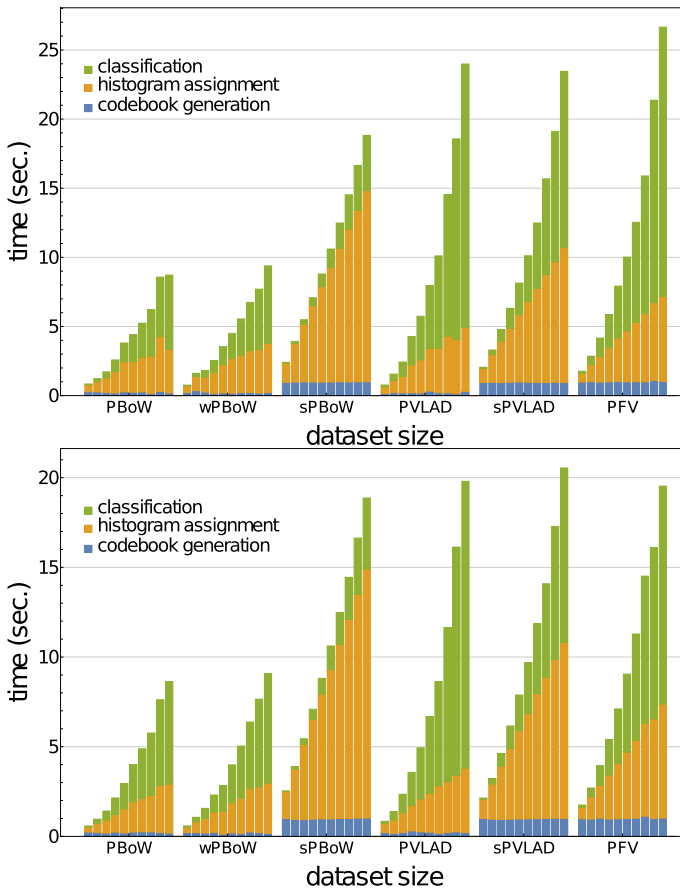 25
20
15
10
5
0
time (sec.)
classification
histogram assignment
codebook generation
PBoW wPBoW sPBoW PVLAD sPVLAD PFV
dataset size
20
15
10
5
0
time (sec.)
classification
histogram assignment
codebook generation
PBoW wPBoW sPBoW PVLAD sPVLAD PFV
dataset size